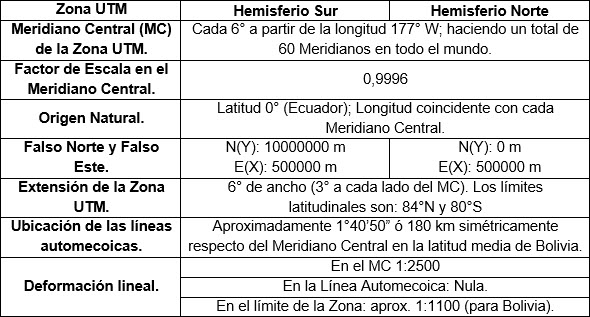 Zona UTM
Hemisferio Sur
Hemisferio Norte
Meridiano Central (MC)
de la Zona UTM.
Cada 6° a partir de la longitud 177° W; haciendo un total de
60 Meridianos en todo el mundo.
Factor de Escala en el
Meridiano Central.
0,9996
Origen Natural.
Latitud 0° (Ecuador); Longitud coincidente con cada
Meridiano Central.
Falso Norte y Falso
Este.
N(Y): 10000000 m
E(X): 500000 m
N(Y): 0 m
E(X): 500000 m
Extensión de la Zona
UTM.
6° de ancho (3° a cada lado del MC). Los límites
latitudinales son: 84°N y 80°S
Ubicación de las líneas
automecoicas.
Aproximadamente 1°40'50" ó 180 km simétricamente
respecto del Meridiano Central en la latitud media de Bolivia.
Deformación lineal.
En el MC 1:2500
En la Línea Automecoica: Nula.
En el límite de la Zona: aprox. 1:1100 (para Bolivia).